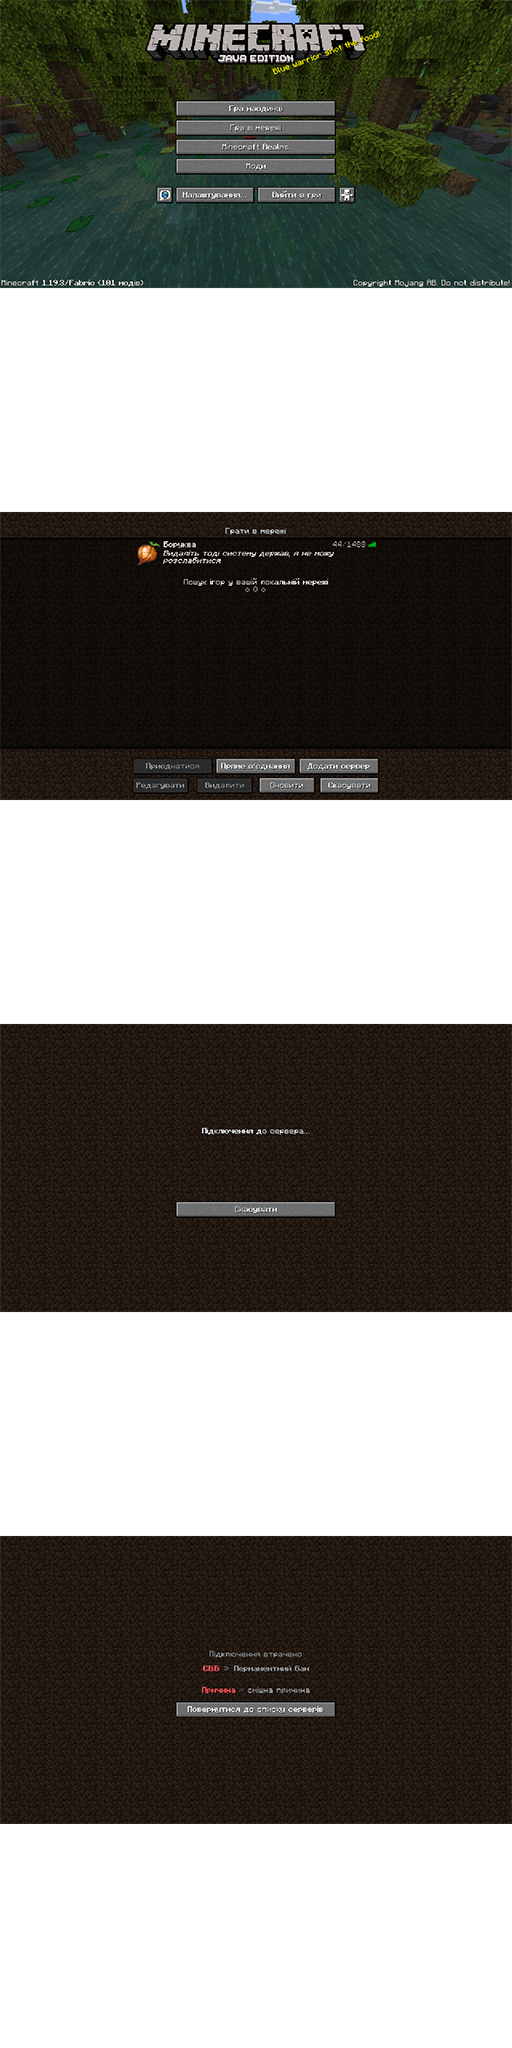 MINECRAFT
JAVA EDITION
Blue warrior shot the food!
Гра наодинці
Гра в мережі
Minecraft Realms
Моди
Налаштування...
Вийти з гри
Minecraft 1.19.3/Fabric (101 модів)
Copyright Mojang AB. Do not distribute!
Грати в мережі
Боруква
44/1488
Видаліть тоді систему держав, я не можу
розслабитися
Пошук ігор у вашій локальній мережі
o O o
Приєднатися
Пряме з'єднання
Додати сервер
Редагувати
Видалити
Оновити
Скасувати
Підключення до сервера...
Скасувати
Підключення втрачено
СББ » Перманентний бан
Причина » смішна причина
Повернутися до списку серверів